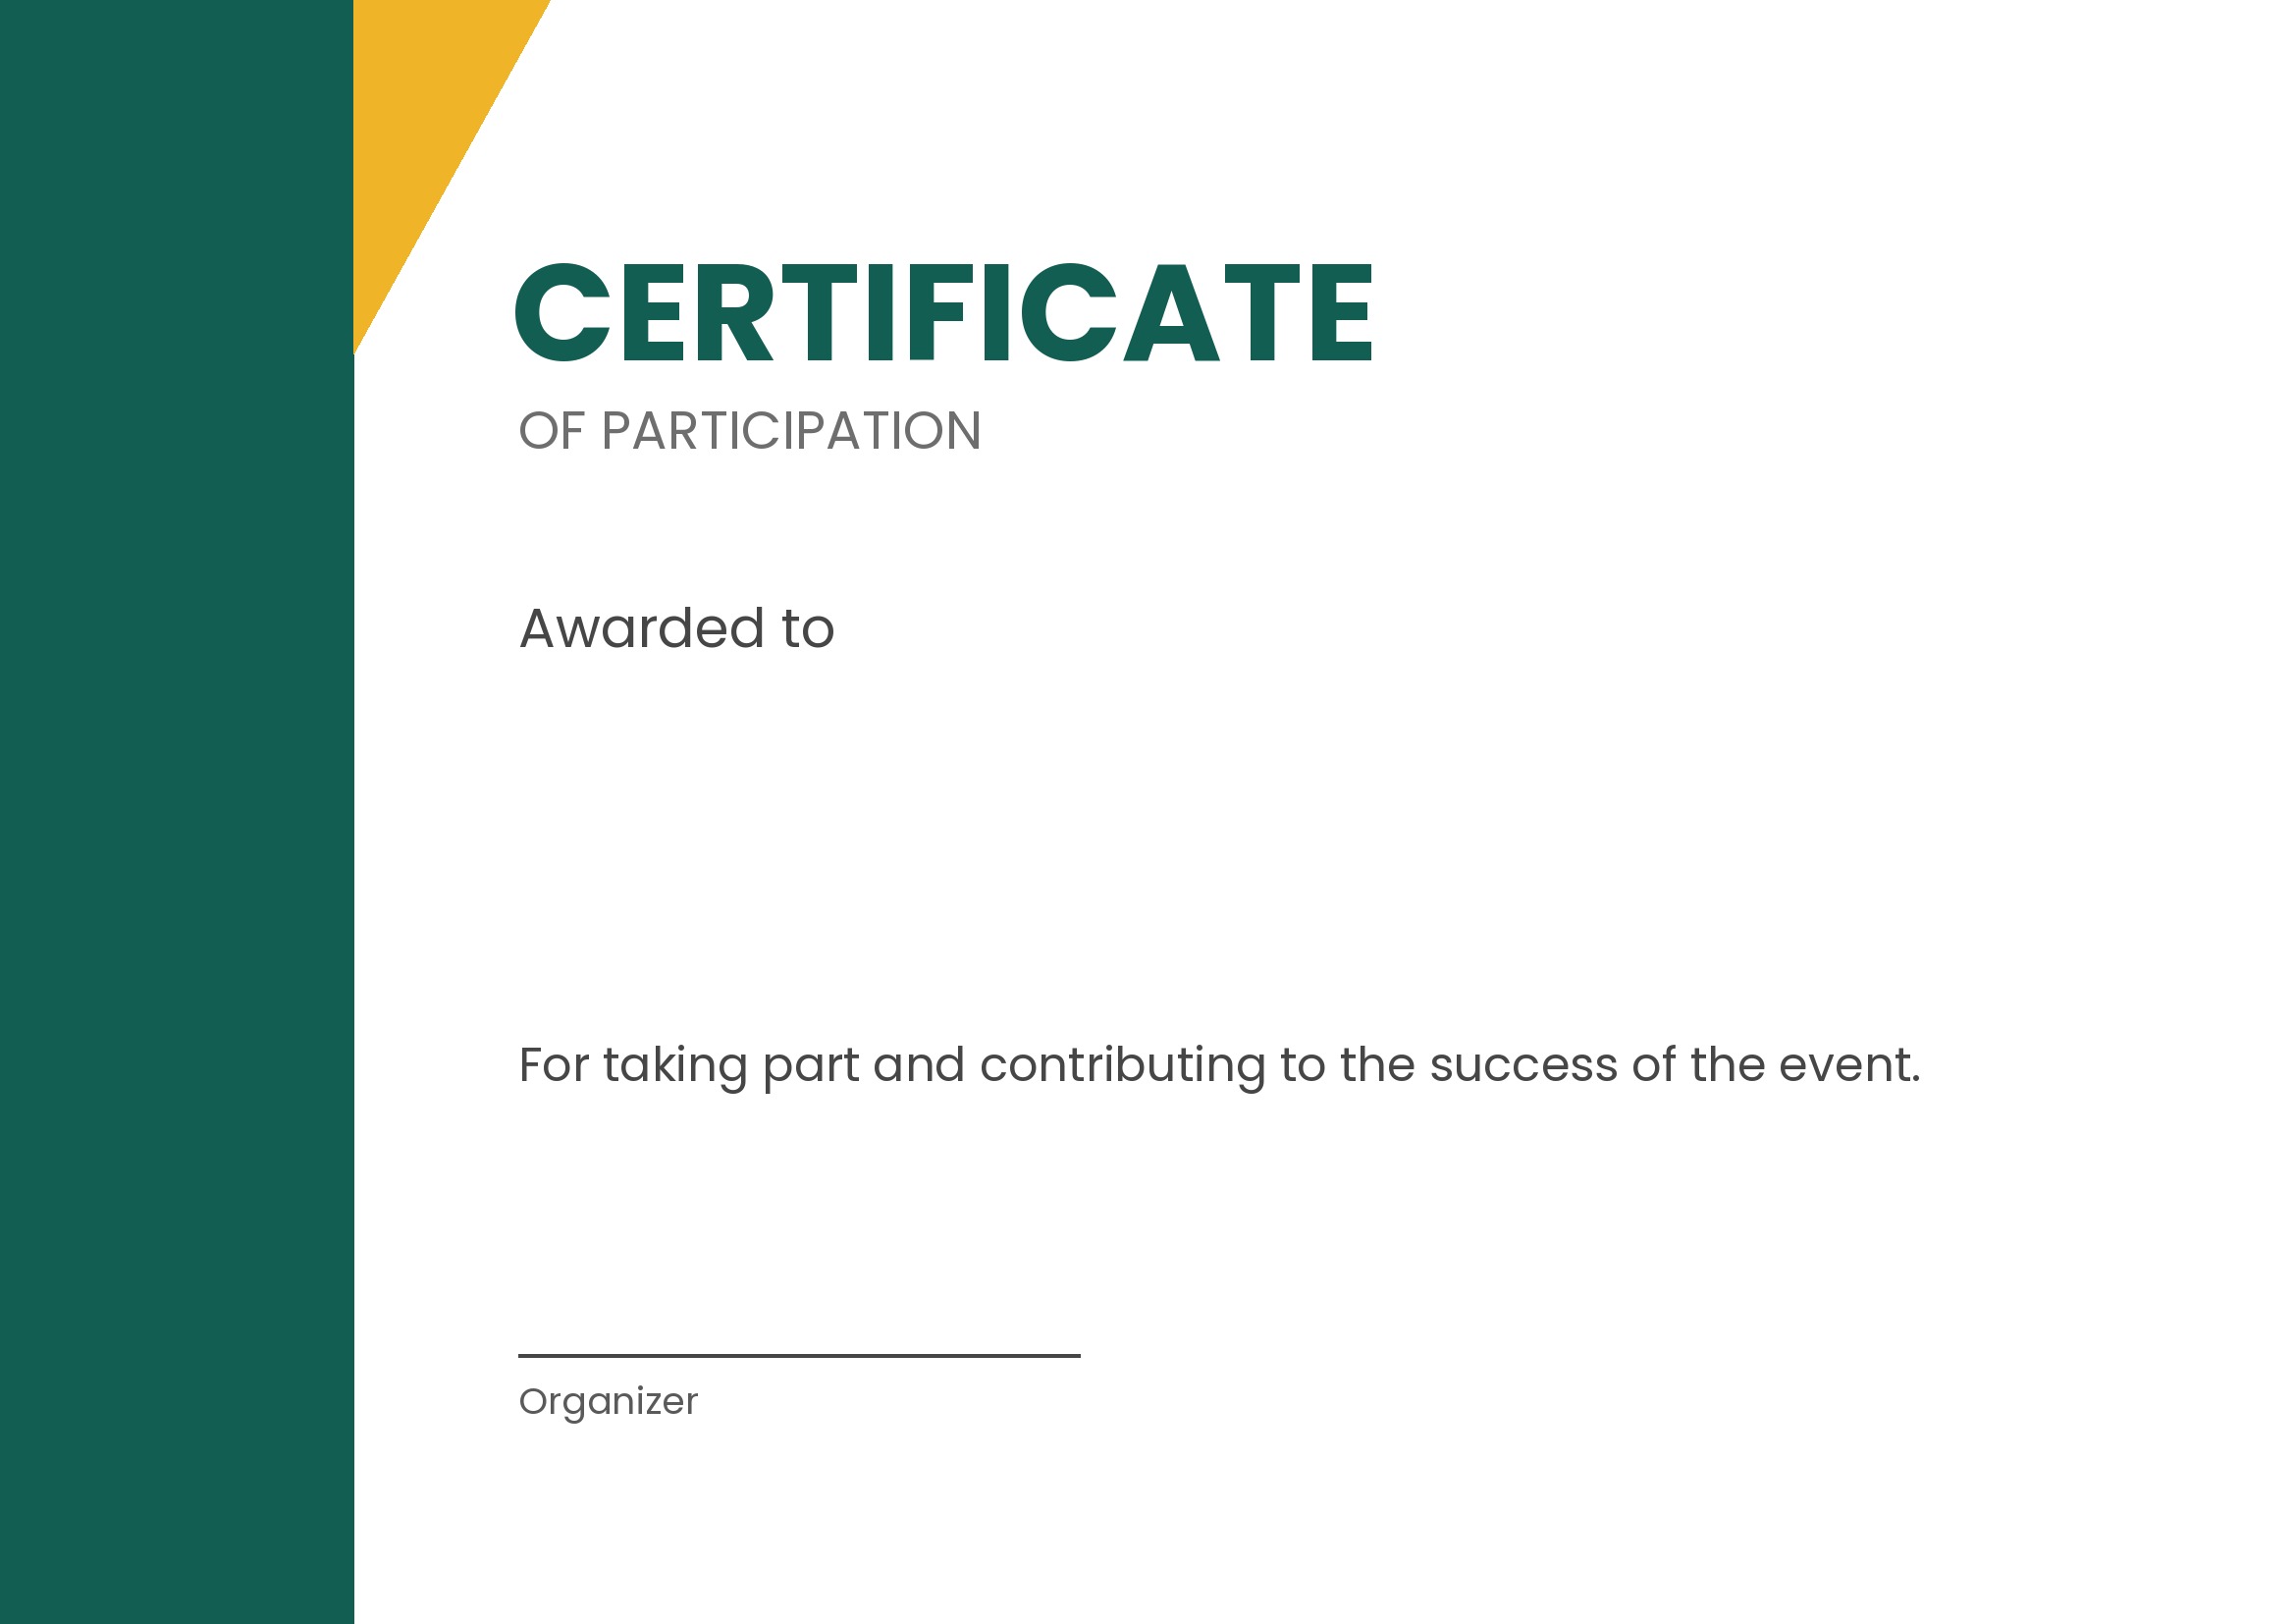 CERTIFICATE
OF PARTICIPATION
Awarded to
For taking part and contributing to the success of the event.
Organizer